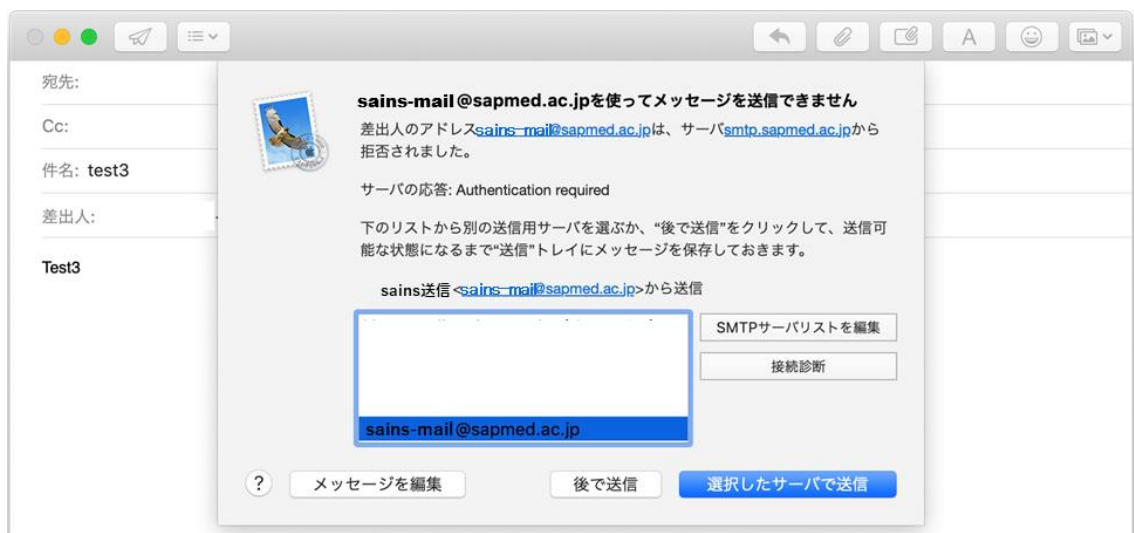 宛先:
Cc:
件名: test3
差出人:
Test3
sains-mail@sapmed.ac.jpを使ってメッセージを送信できません
差出人のアドレスsains-mail@sapmed.ac.jpは、サーバsmtp.sapmed.ac.jpから
拒否されました。
サーバの応答: Authentication required
下のリストから別の送信用サーバを選ぶか、“後で送信”をクリックして、送信可
能な状態になるまで“送信”トレイにメッセージを保存しておきます。
sains送信<sains-mail@sapmed.ac.jp>から送信
SMTPサーバリストを編集
接続診断
sains-mail@sapmed.ac.jp
? メッセージを編集 後で送信 選択したサーバで送信